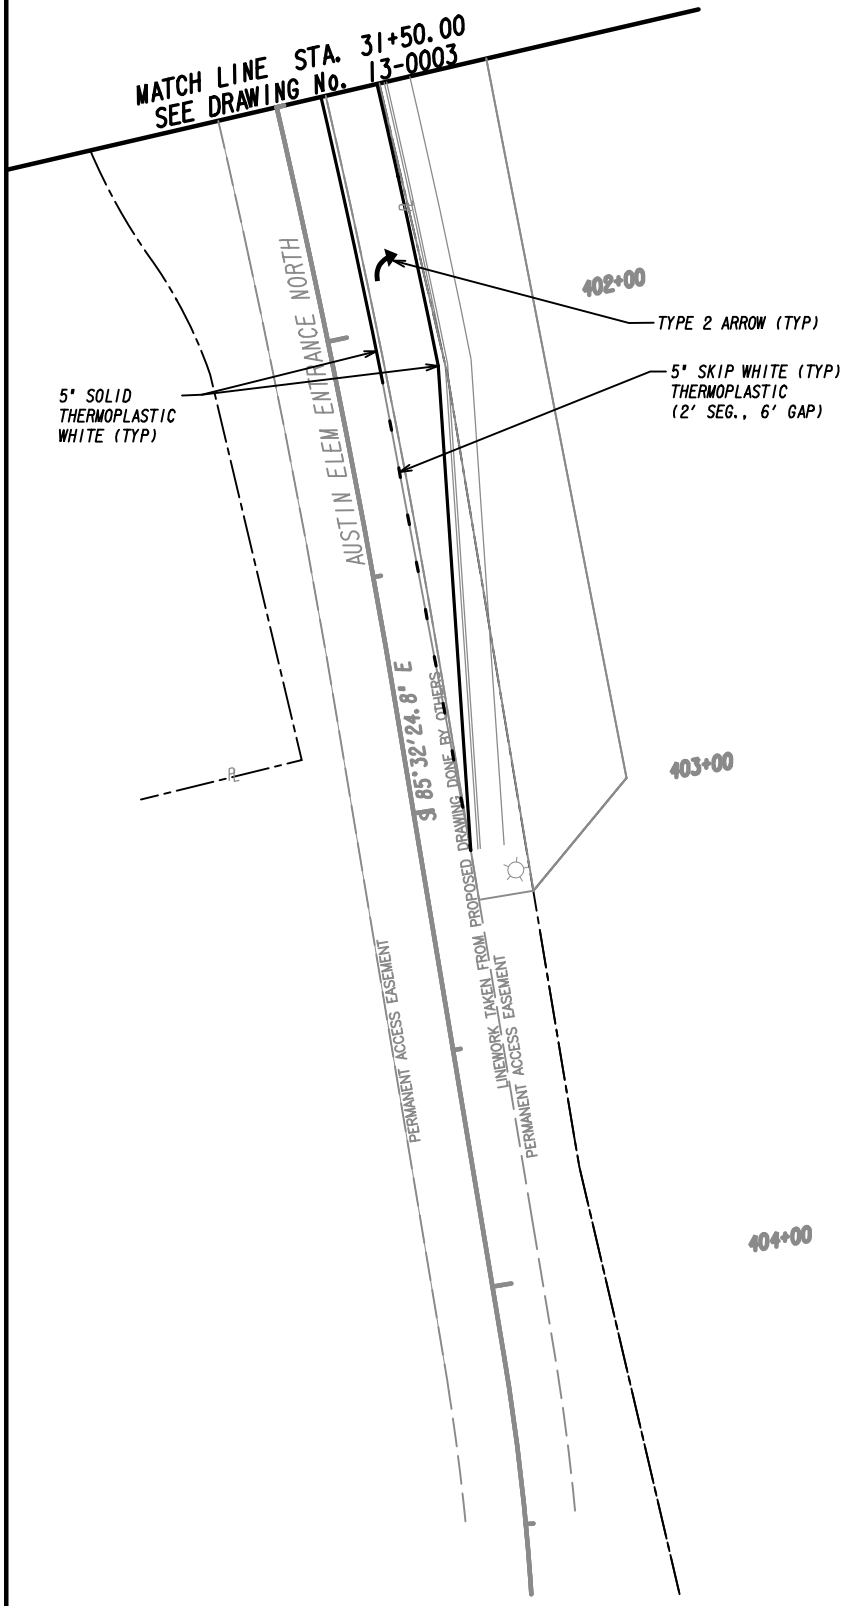 MATCH LINE STA. 31+50.00
SEE DRAWING No. 13-0003
PL
402+00
TYPE 2 ARROW (TYP)
AUSTIN ELEM ENTRANCE NORTH
5" SKIP WHITE (TYP)
THERMOPLASTIC
(2' SEG., 6' GAP)
5" SOLID
THERMOPLASTIC
WHITE (TYP)
S 85°32'24.8" E
403+00
PL
LINEWORK TAKEN FROM PROPOSED DRAWING DONE BY OTHERS
PERMANENT ACCESS EASEMENT
PERMANENT ACCESS EASEMENT
404+00